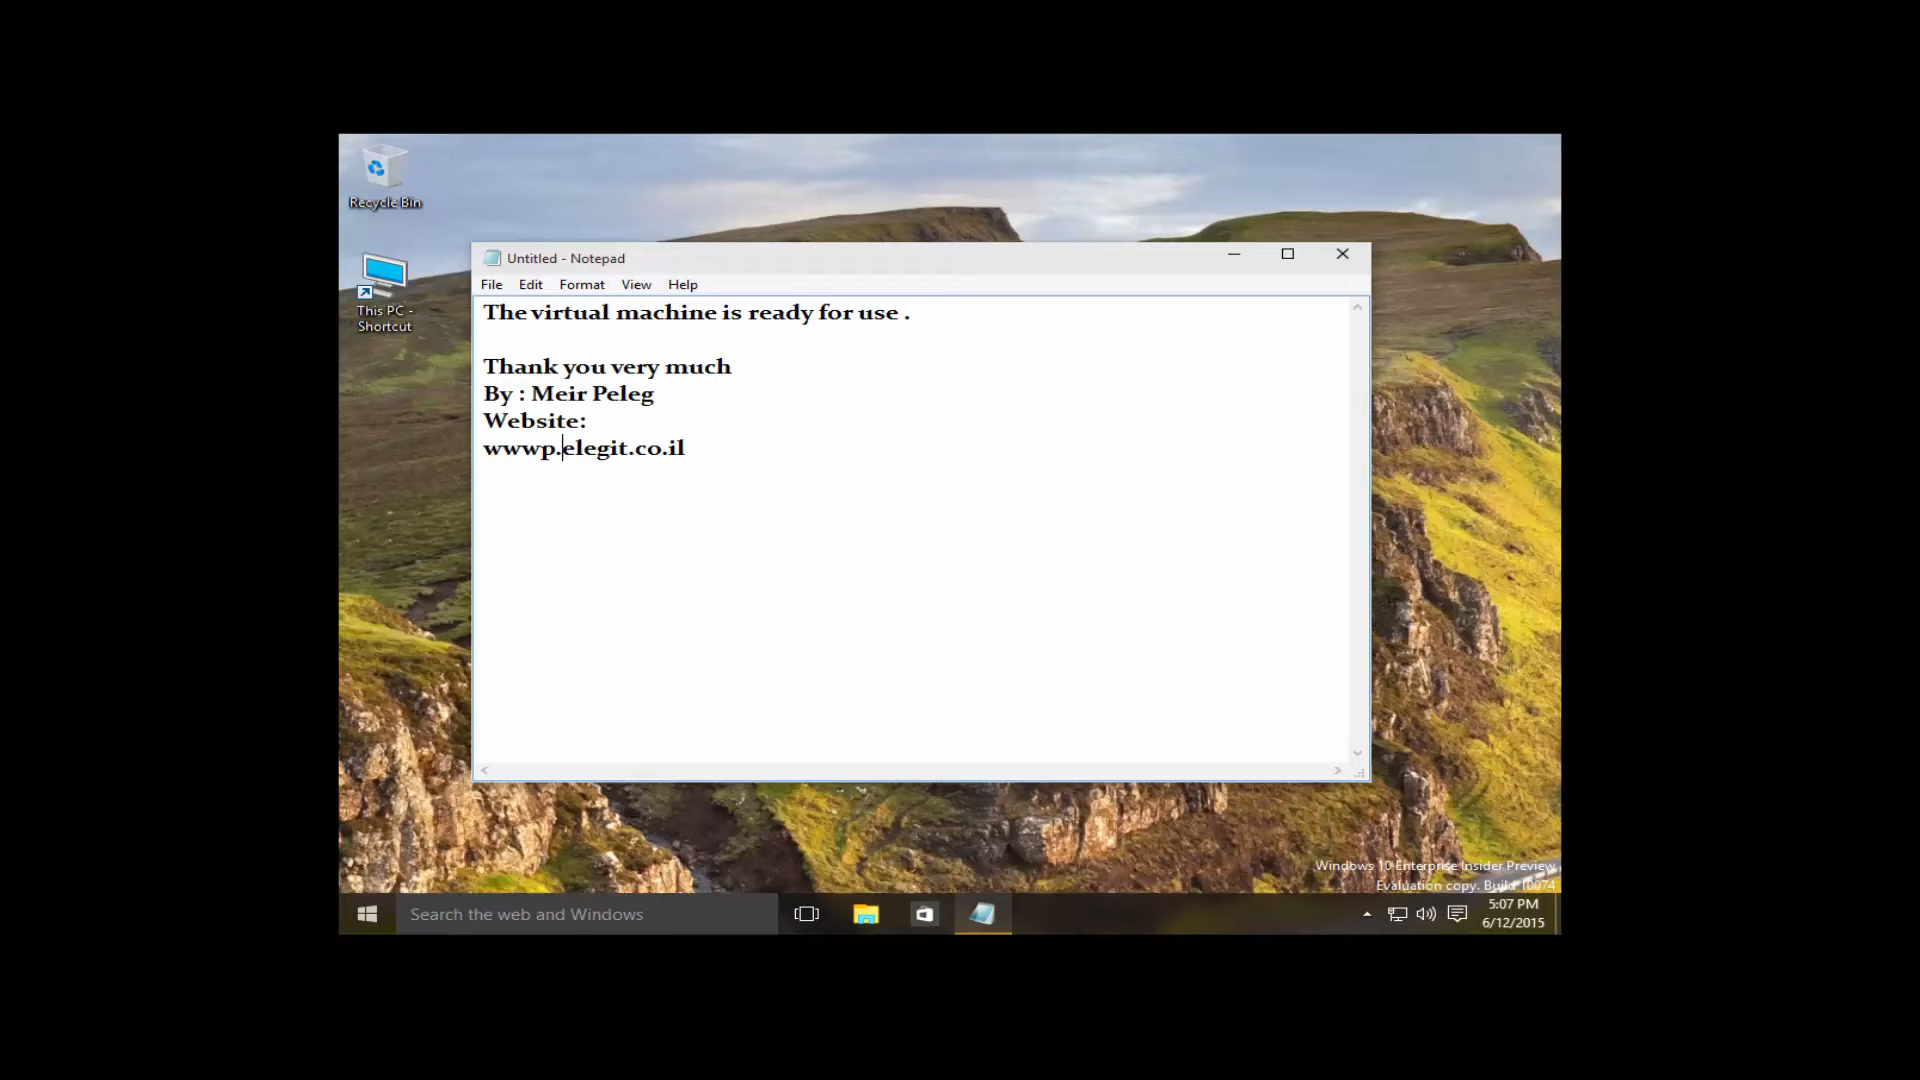 Recycle Bin
This PC -
Shortcut
Untitled - Notepad
File Edit Format View Help
The virtual machine is ready for use .
Thank you very much
By : Meir Peleg
Website:
wwwp.elegit.co.il
Windows 10 Enterprise Insider Preview
Evaluation copy. Build 10074
Search the web and Windows
5:07 PM
6/12/2015